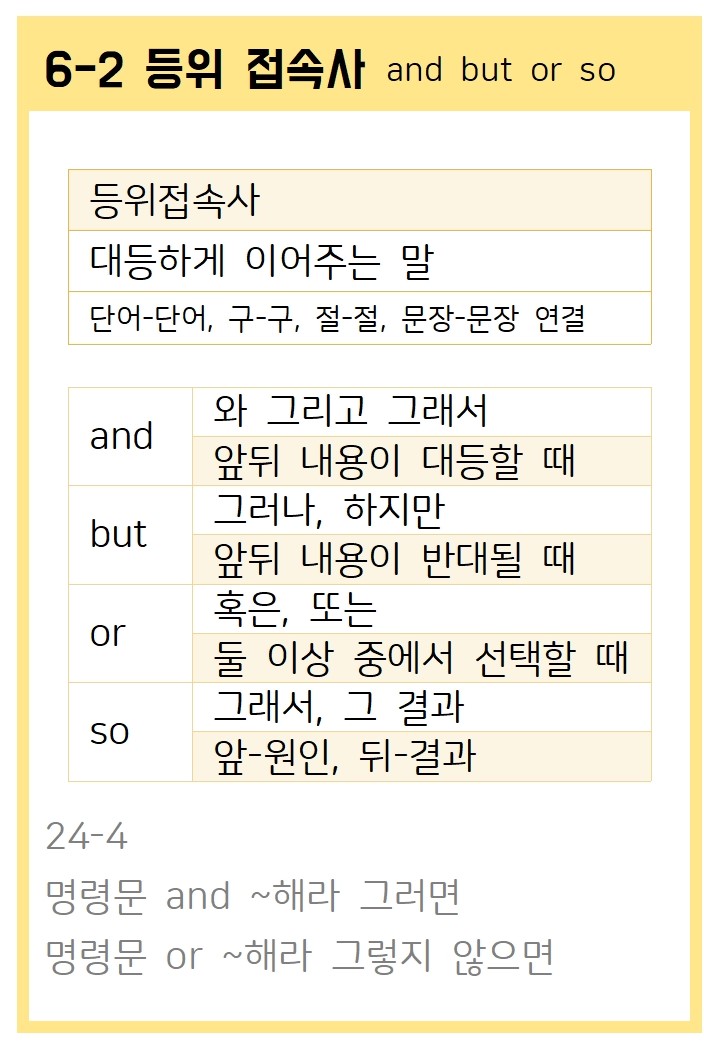 6-2 등위 접속사 and but or so
등위접속사
대등하게 이어주는 말
단어-단어, 구-구, 절-절, 문장-문장 연결
and
와 그리고 그래서
앞뒤 내용이 대등할 때
but
그러나, 하지만
앞뒤 내용이 반대될 때
or
혹은, 또는
둘 이상 중에서 선택할 때
so
그래서, 그 결과
앞-원인, 뒤-결과
24-4
명령문 and ~해라 그러면
명령문 or ~해라 그렇지 않으면